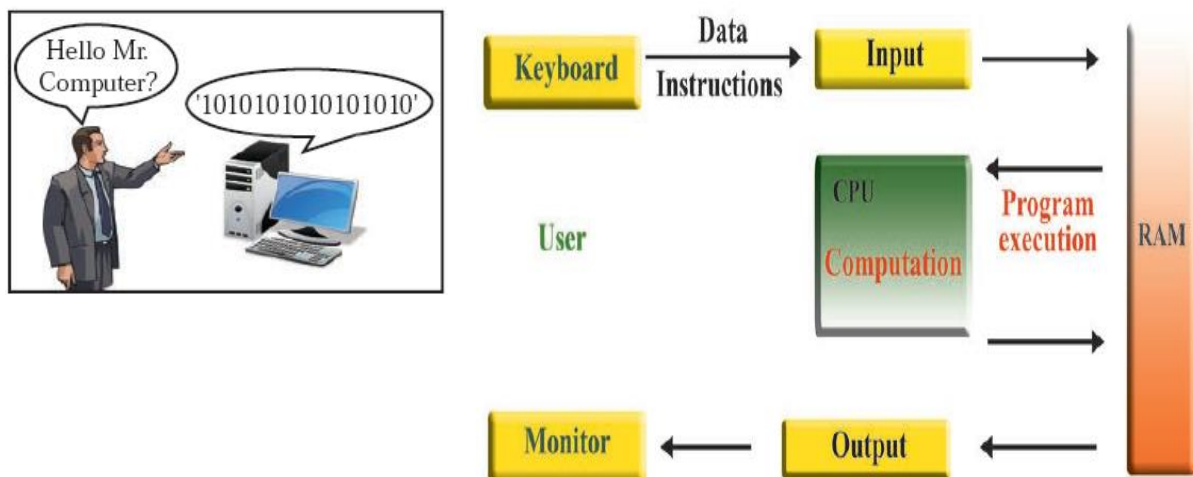 Hello Mr.
Computer?
'1010101010101010'
Keyboard
Data
Instructions
Input
CPU
Computation
Program
execution
RAM
User
Monitor
Output